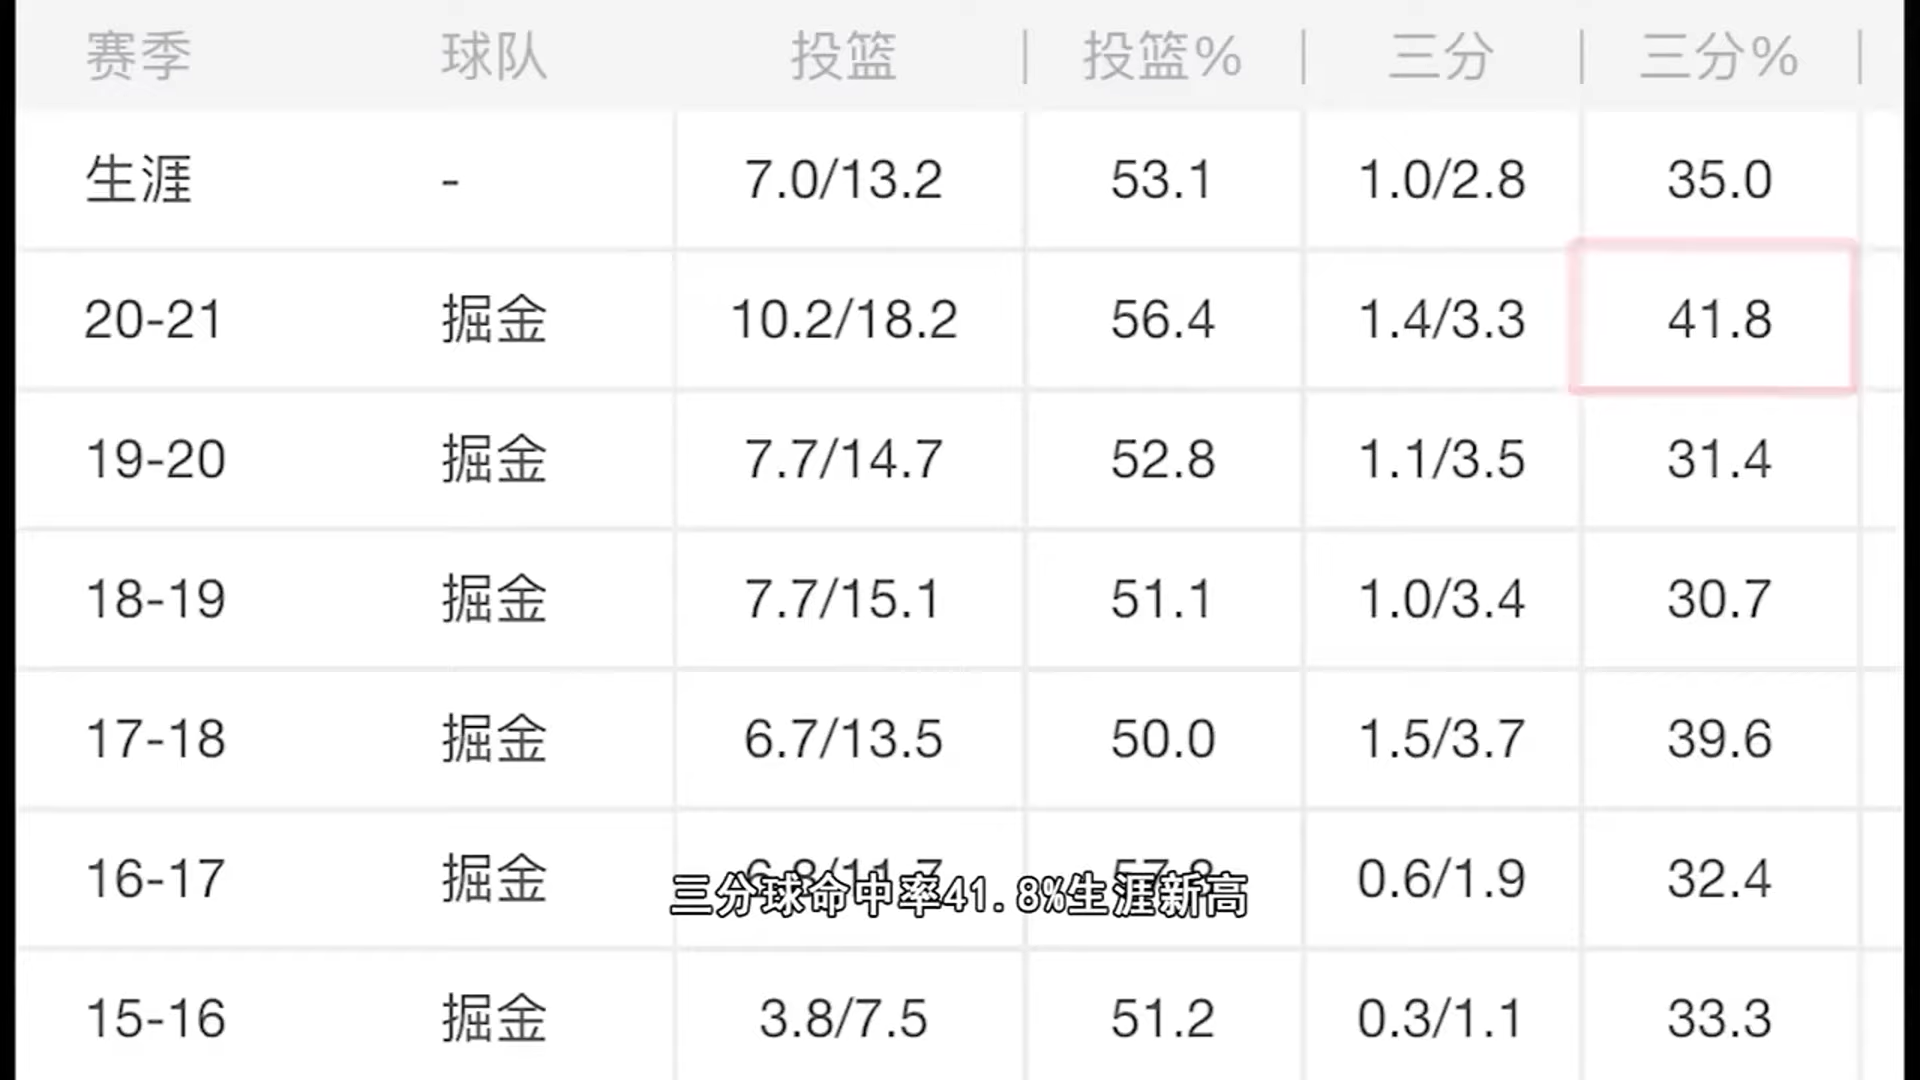 赛季 球队 投篮 投篮% 三分 三分%
生涯 - 7.0/13.2 53.1 1.0/2.8 35.0
20-21 掘金 10.2/18.2 56.4 1.4/3.3 41.8
19-20 掘金 7.7/14.7 52.8 1.1/3.5 31.4
18-19 掘金 7.7/15.1 51.1 1.0/3.4 30.7
17-18 掘金 6.7/13.5 50.0 1.5/3.7 39.6
16-17 掘金 6.8/11.7 57.8 0.6/1.9 32.4
三分球命中率41.8%生涯新高
15-16 掘金 3.8/7.5 51.2 0.3/1.1 33.3